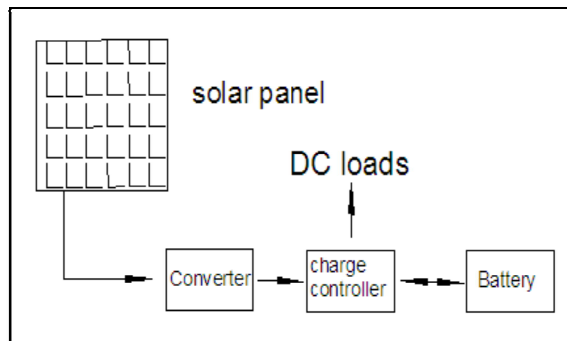 solar panel
DC loads
Converter
charge
controller
Battery